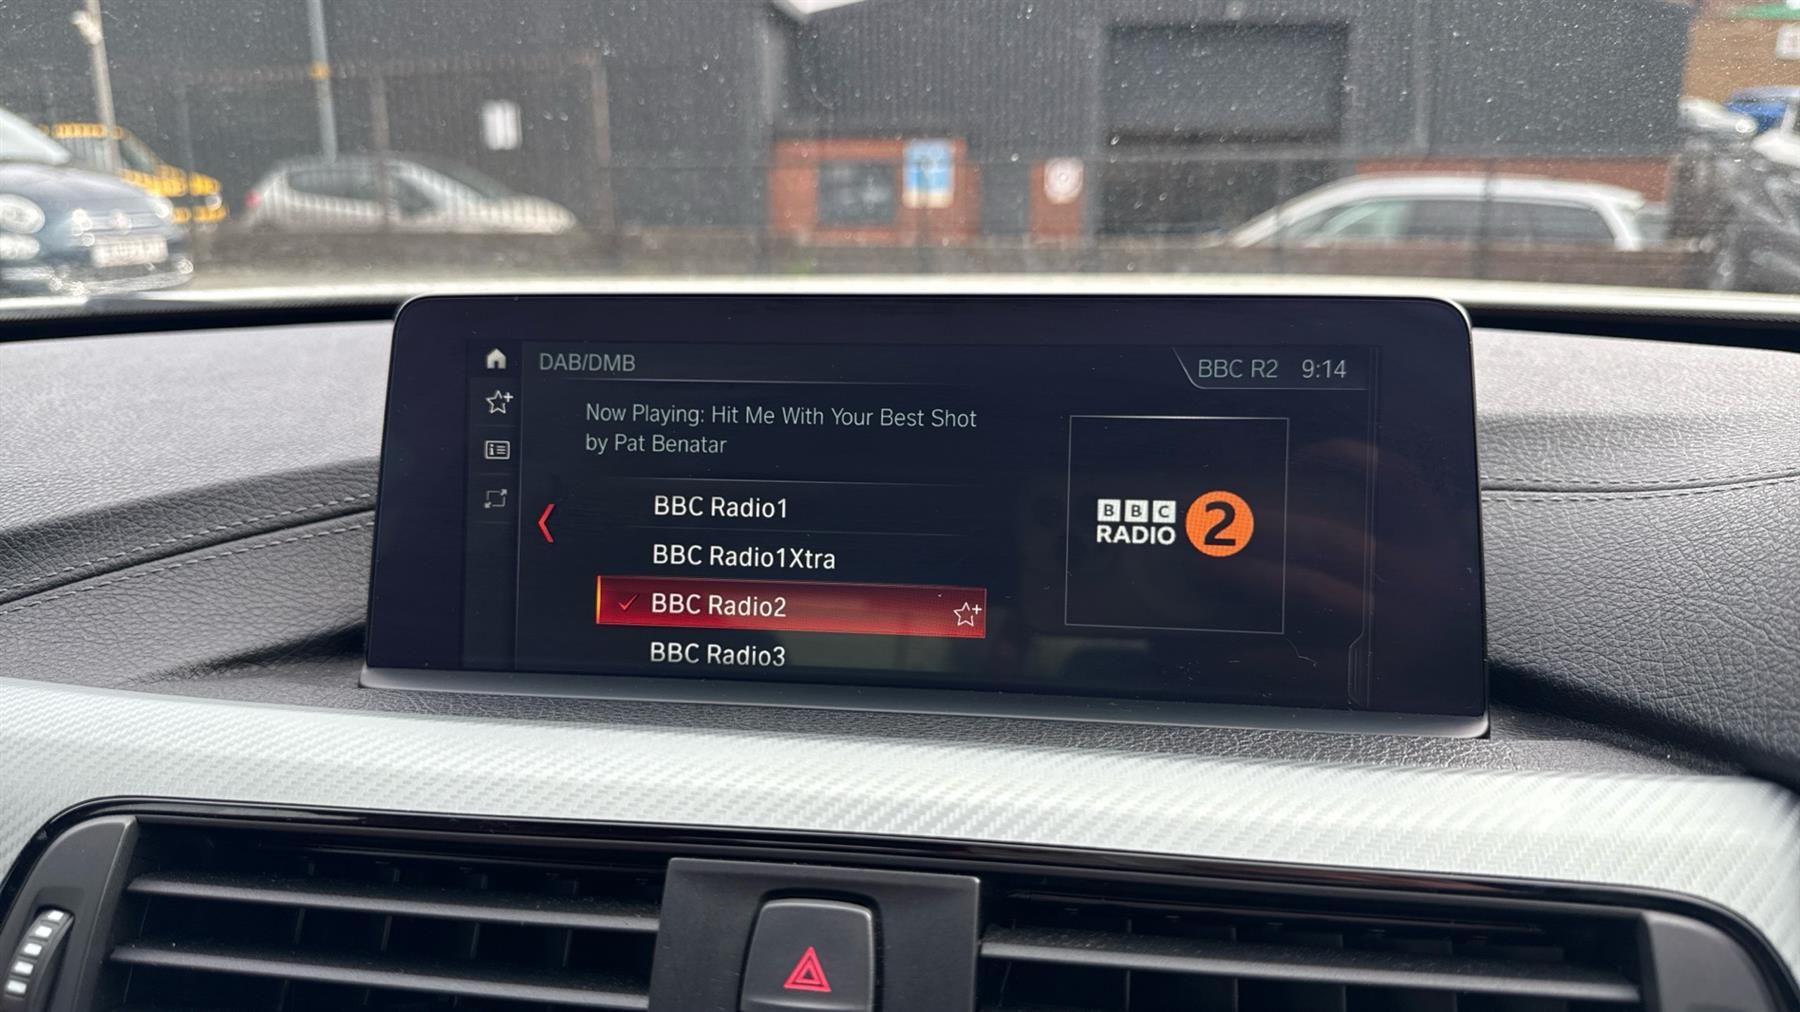 DAB/DMB
BBC R2 9:14
Now Playing: Hit Me With Your Best Shot
by Pat Benatar
BBC Radio1
BBC Radio1Xtra
BBC Radio2
BBC Radio3
BBC
RADIO 2